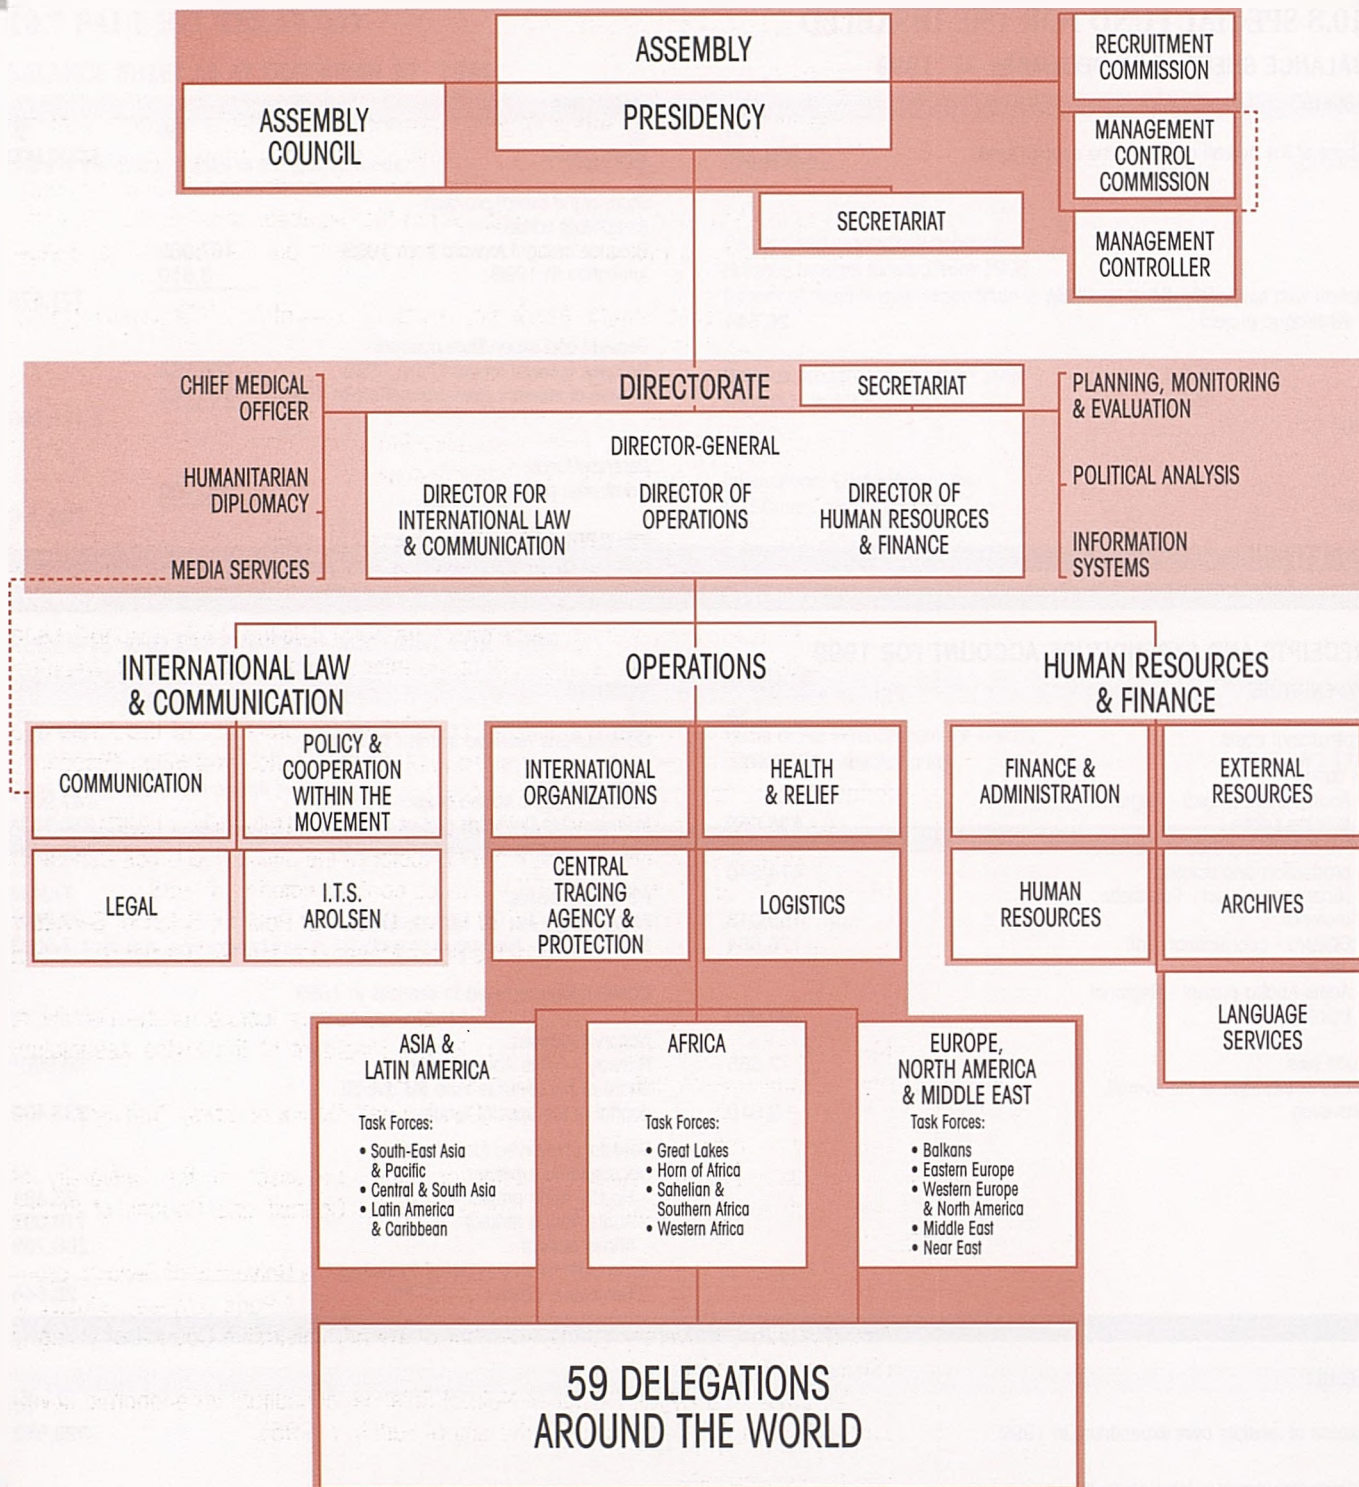 ASSEMBLY
PRESIDENCY
ASSEMBLY
COUNCIL
RECRUITMENT
COMMISSION
MANAGEMENT
CONTROL
COMMISSION
MANAGEMENT
CONTROLLER
SECRETARIAT
DIRECTORATE
SECRETARIAT
CHIEF MEDICAL
OFFICER
HUMANITARIAN
DIPLOMACY
MEDIA SERVICES
DIRECTOR-GENERAL
DIRECTOR FOR
INTERNATIONAL LAW
& COMMUNICATION
DIRECTOR OF
OPERATIONS
DIRECTOR OF
HUMAN RESOURCES
& FINANCE
PLANNING, MONITORING
& EVALUATION
POLITICAL ANALYSIS
INFORMATION
SYSTEMS
INTERNATIONAL LAW
& COMMUNICATION
COMMUNICATION
POLICY &
COOPERATION
WITHIN THE
MOVEMENT
LEGAL
I.T.S.
AROLSEN
OPERATIONS
INTERNATIONAL
ORGANIZATIONS
HEALTH
& RELIEF
CENTRAL
TRACING
AGENCY &
PROTECTION
LOGISTICS
HUMAN RESOURCES
& FINANCE
FINANCE &
ADMINISTRATION
EXTERNAL
RESOURCES
HUMAN
RESOURCES
ARCHIVES
LANGUAGE
SERVICES
ASIA &
LATIN AMERICA
Task Forces:
• South-East Asia
& Pacific
• Central & South Asia
• Latin America
& Caribbean
AFRICA
Task Forces:
• Great Lakes
• Horn of Africa
• Sahelian &
Southern Africa
• Western Africa
EUROPE,
NORTH AMERICA
& MIDDLE EAST
Task Forces:
• Balkans
• Eastern Europe
• Western Europe
& North America
• Middle East
• Near East
59 DELEGATIONS
AROUND THE WORLD